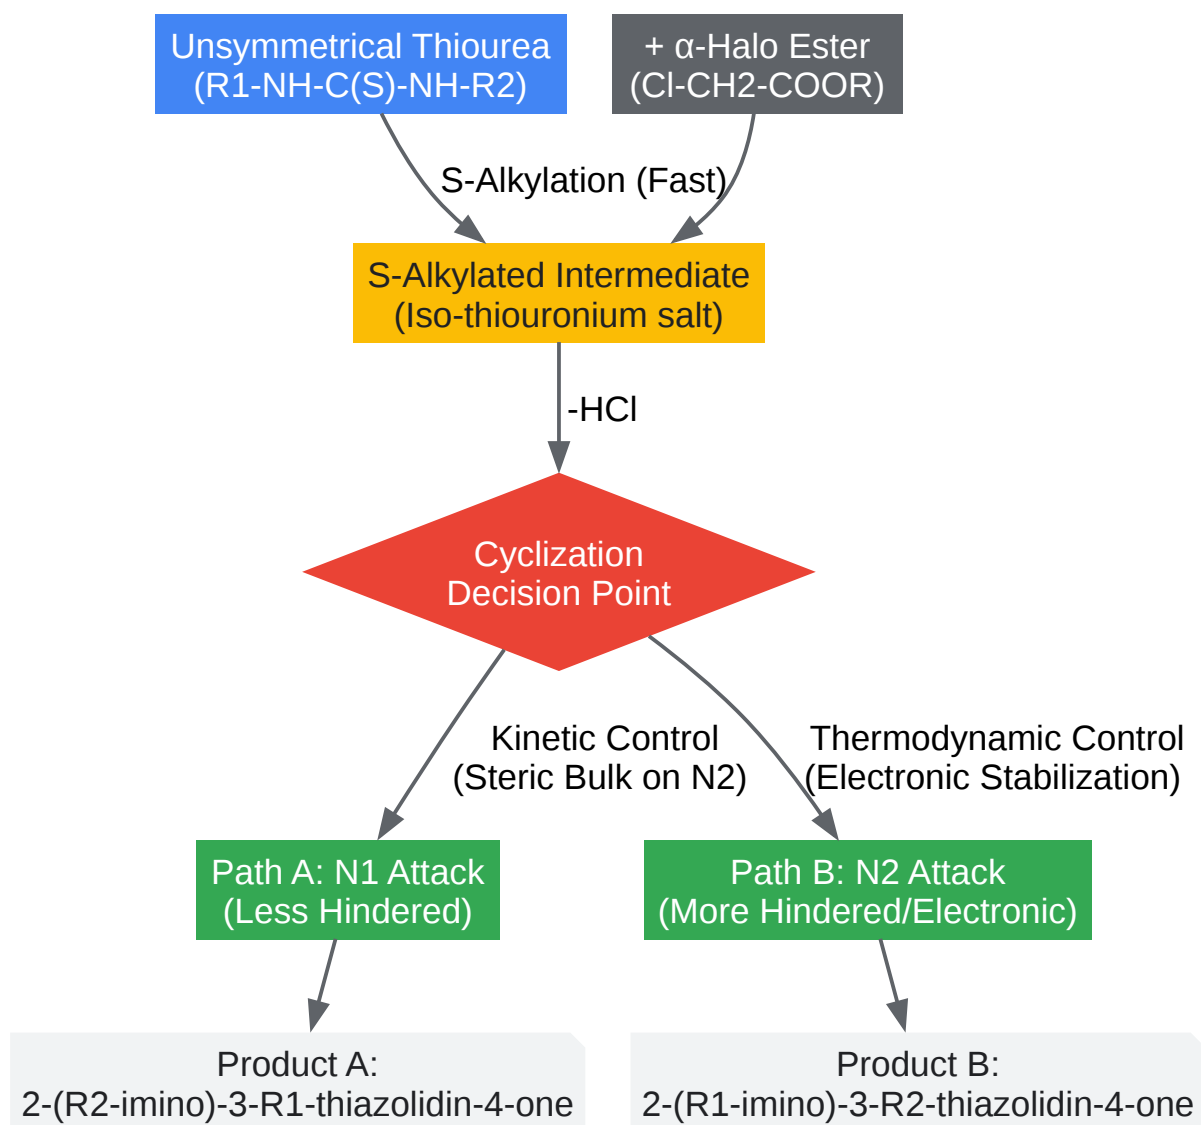 Unsymmetrical Thiourea
(R1-NH-C(S)-NH-R2)
+ α-Halo Ester
(Cl-CH2-COOR)
S-Alkylation (Fast)
S-Alkylated Intermediate
(Iso-thiouronium salt)
-HCl
Cyclization
Decision Point
Kinetic Control
(Steric Bulk on N2)
Thermodynamic Control
(Electronic Stabilization)
Path A: N1 Attack
(Less Hindered)
Path B: N2 Attack
(More Hindered/Electronic)
Product A:
2-(R2-imino)-3-R1-thiazolidin-4-one
Product B:
2-(R1-imino)-3-R2-thiazolidin-4-one